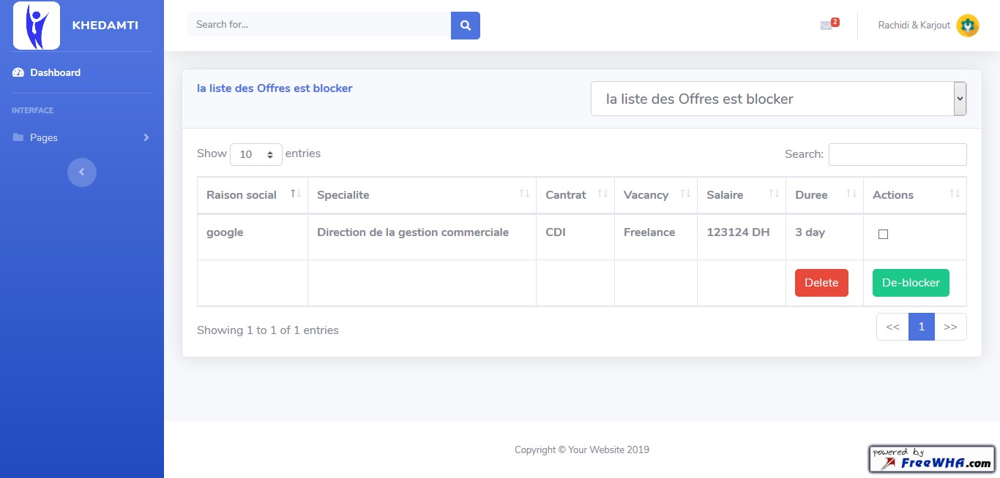 KHEDAMTI
Search for...
2
Rachidi & Karjout
Dashboard
INTERFACE
Pages
la liste des Offres est blocker
la liste des Offres est blocker
Show 10 entries
Search:
Raison social Specialite Cantrat Vacancy Salaire Duree Actions
google Direction de la gestion commerciale CDI Freelance 123124 DH 3 day
Delete De-blocker
Showing 1 to 1 of 1 entries
<< 1 >>
Copyright © Your Website 2019
powered by
FreeWHA.com